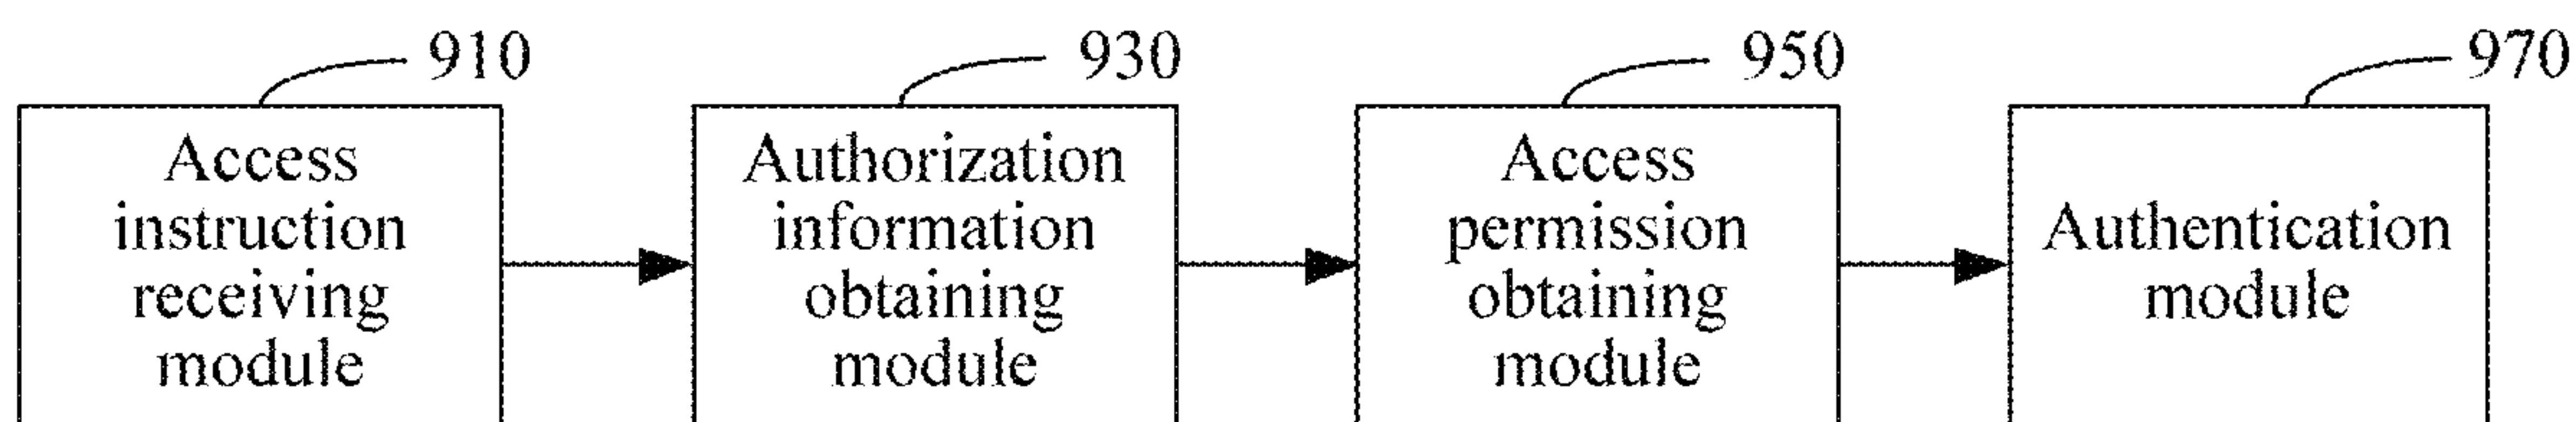 910
930
950
970
Access
instruction
receiving
module
Authorization
information
obtaining
module
Access
permission
obtaining
module
Authentication
module